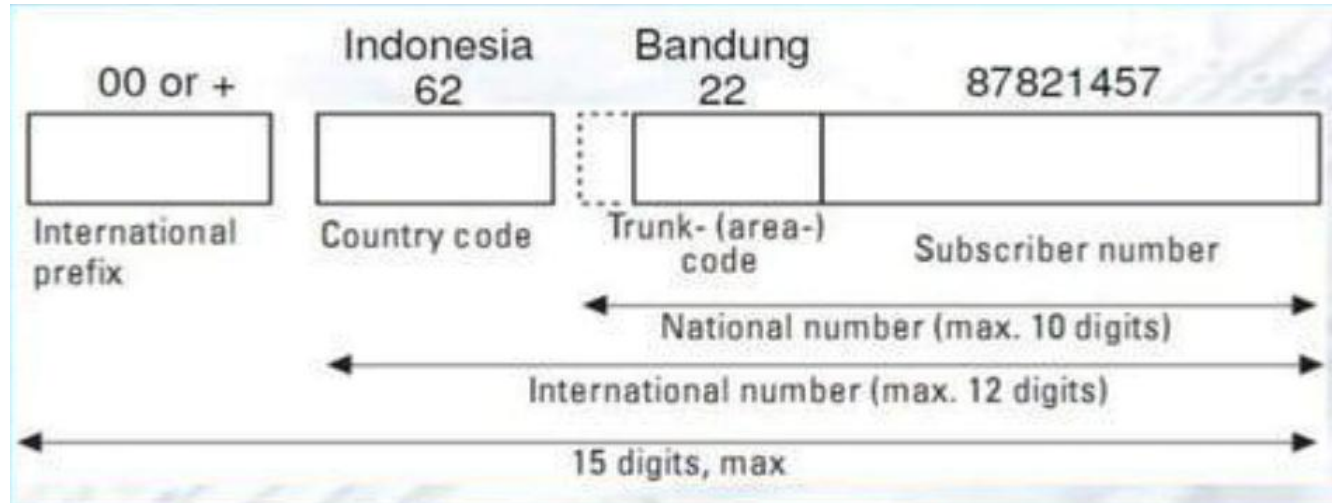 Indonesia
Bandung
00 or +
62
22
87821457
International
prefix
Country code
Trunk- (area-)
code
Subscriber number
National number (max. 10 digits)
International number (max. 12 digits)
15 digits, max